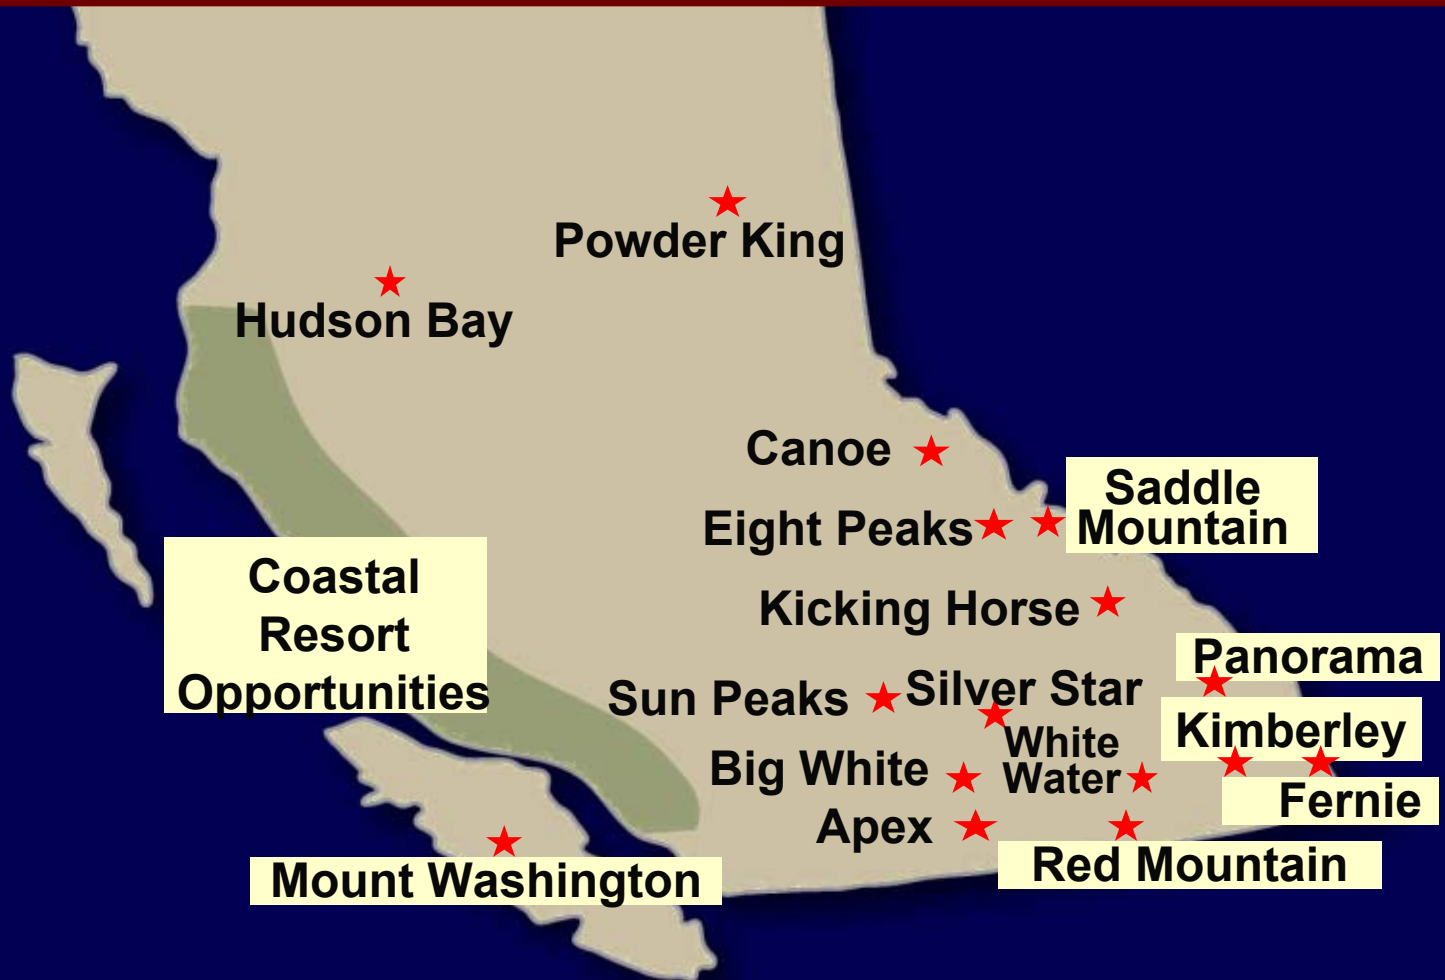 Powder King
Hudson Bay
Canoe
Saddle
Mountain
Eight Peaks
Coastal
Resort
Opportunities
Kicking Horse
Panorama
Sun Peaks
Silver Star
Kimberley
White
Water
Big White
Fernie
Apex
Red Mountain
Mount Washington